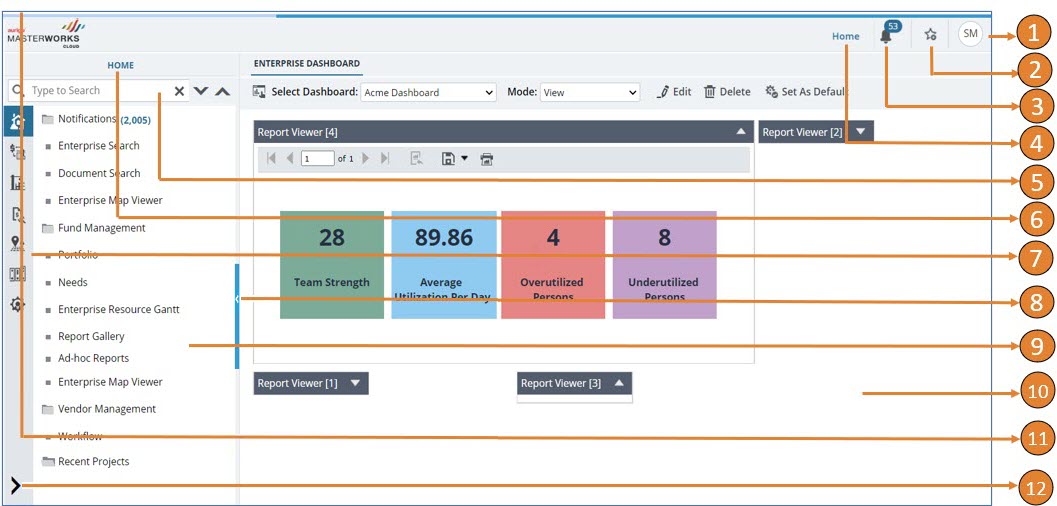 aurigo
MASTERWORKS
CLOUD
Home
53
SM
1
2
3
4
5
6
7
8
9
10
11
12
HOME
Type to Search
Notifications (2,005)
Enterprise Search
Document Search
Enterprise Map Viewer
Fund Management
Portfolio
Needs
Enterprise Resource Gantt
Report Gallery
Ad-hoc Reports
Enterprise Map Viewer
Vendor Management
Workflow
Recent Projects
ENTERPRISE DASHBOARD
Select Dashboard: Acme Dashboard Mode: View Edit Delete Set As Default
Report Viewer [4]
Report Viewer [2]
1 of 1
28
Team Strength
89.86
Average
Utilization Per Day
4
Overutilized
Persons
8
Underutilized
Persons
Report Viewer [1]
Report Viewer [3]